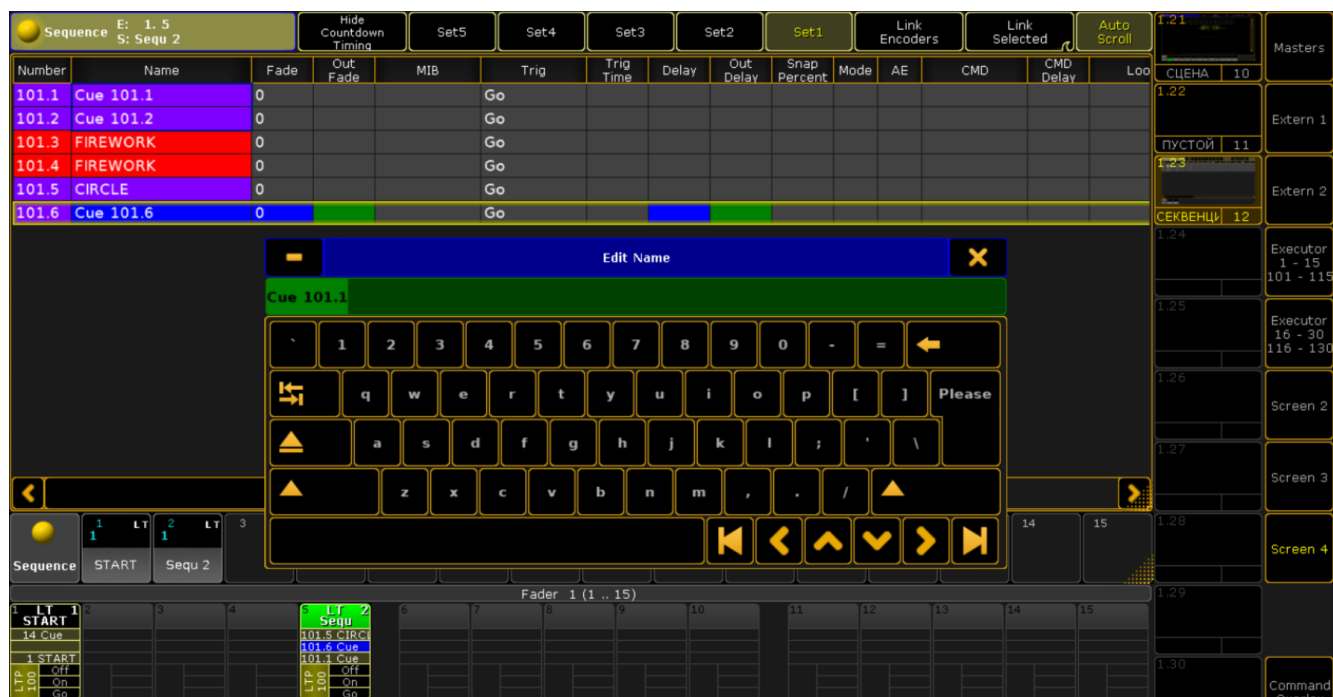 Sequence E: 1. 5
S: Sequ 2
Hide Countdown Timing
Set5
Set4
Set3
Set2
Set1
Link Encoders
Link Selected
Auto Scroll
Number Name Fade Out Fade MIB Trig Trig Time Delay Out Delay Snap Percent Mode AE CMD CMD Delay Loo
101.1 Cue 101.1 0 Go
101.2 Cue 101.2 0 Go
101.3 FIREWORK 0 Go
101.4 FIREWORK 0 Go
101.5 CIRCLE 0 Go
101.6 Cue 101.6 0 Go
Edit Name
Cue 101.1
` 1 2 3 4 5 6 7 8 9 0 - =
q w e r t y u i o p [ ] Please
a s d f g h j k l ; ' \
z x c v b n m , . /
Sequence
1 LT 1 START
2 LT 1 Sequ 2
3
14
15
Fader 1 (1 .. 15)
1 LT 1 2 3 4 5 LT 2 6 7 8 9 10 11 12 13 14 15
START Sequ
14 Cue 101.5 CIRCL
101.6 Cue
1 START 101.1 Cue
LTP 100 Off LTP 100 Off
On On
Go Go
1.21
СЦЕНА 10
1.22
ПУСТОЙ 11
1.23
СЕКВЕНЦИ 12
1.24
1.25
1.26
1.27
1.28
1.29
1.30
Masters
Extern 1
Extern 2
Executor
1 - 15
101 - 115
Executor
16 - 30
116 - 130
Screen 2
Screen 3
Screen 4
Command